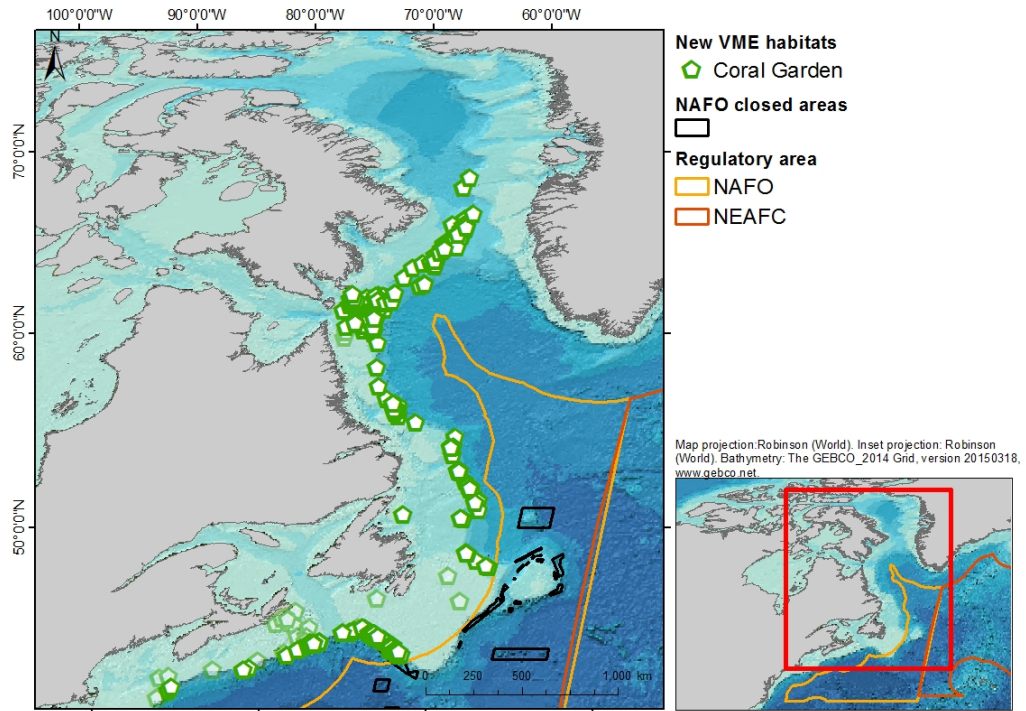 100°0'0"W 90°0'0"W 80°0'0"W 70°0'0"W 60°0'0"W
N
70°0'0"N
60°0'0"N
50°0'0"N
0 250 500 1,000 km
New VME habitats
Coral Garden
NAFO closed areas
Regulatory area
NAFO
NEAFC
Map projection:Robinson (World). Inset projection: Robinson
(World). Bathymetry: The GEBCO_2014 Grid, version 20150318,
www.gebco.net.